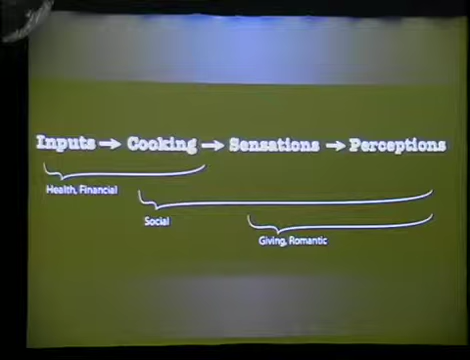 Inputs → Cooking → Sensations → Perceptions
Health, Financial
Social
Giving, Romantic